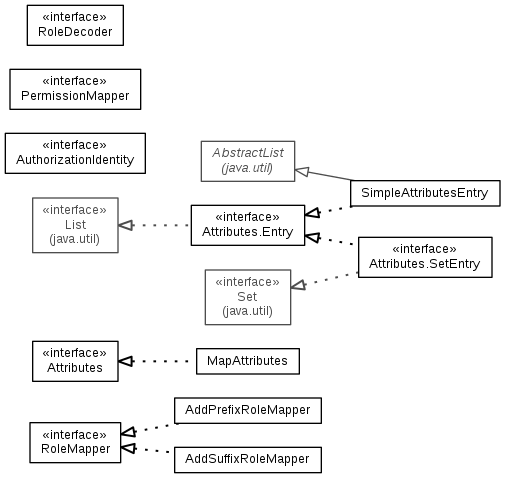 «interface»
RoleDecoder
«interface»
PermissionMapper
«interface»
AuthorizationIdentity
AbstractList
(java.util)
SimpleAttributesEntry
«interface»
List
(java.util)
«interface»
Attributes.Entry
«interface»
Attributes.SetEntry
«interface»
Set
(java.util)
«interface»
Attributes
MapAttributes
AddPrefixRoleMapper
«interface»
RoleMapper
AddSuffixRoleMapper